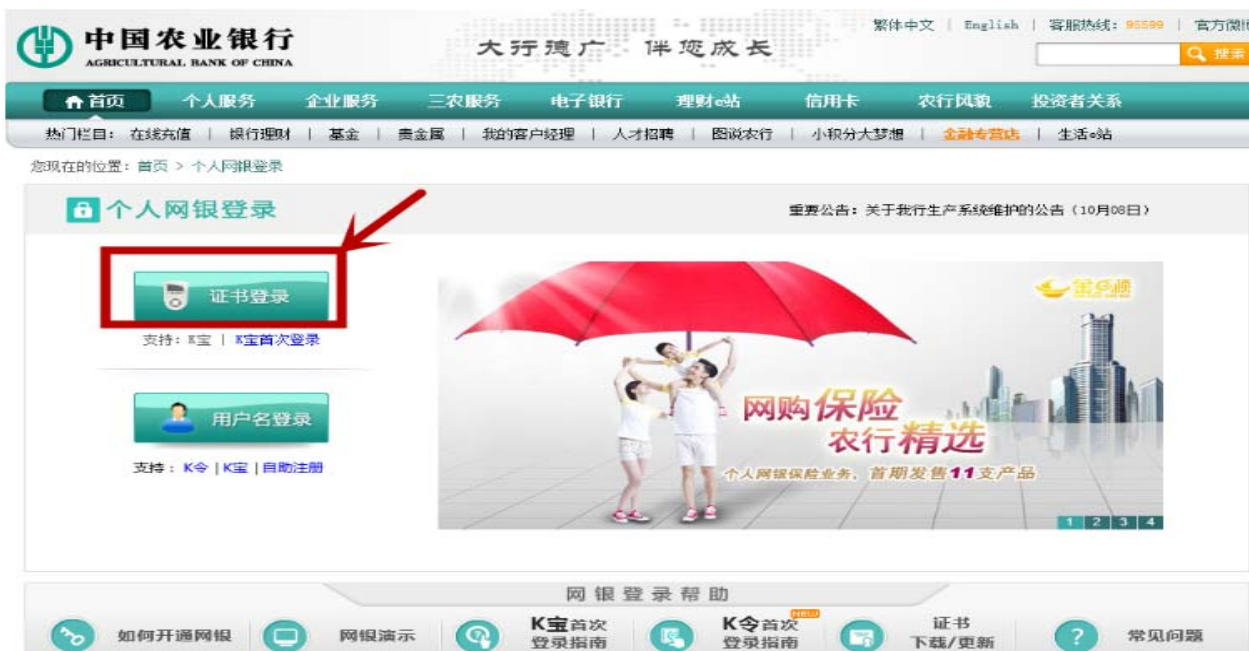 中国农业银行
AGRICULTURAL BANK OF CHINA
大行德广 伴您成长
繁体中文 | English | 客服热线: 95599 | 官方微
搜索
首页 个人服务 企业服务 三农服务 电子银行 理财e站 信用卡 农行风貌 投资者关系
热门栏目: 在线充值 | 银行理财 | 基金 | 贵金属 | 我的客户经理 | 人才招聘 | 图说农行 | 小积分大梦想 | 金融专营店 | 生活e站
您现在的位置: 首页 > 个人网银登录
个人网银登录
重要公告: 关于我行生产系统维护的公告 (10月08日)
证书登录
支持: K宝 | K宝首次登录
用户名登录
支持: K令 |K宝 |自助注册
金e顺
网购保险
农行精选
个人网银保险业务, 首期发售11支产品
1 2 3 4
网银登录帮助
如何开通网银
网银演示
K宝首次
登录指南
NEW
K令首次
登录指南
证书
下载/更新
常见问题